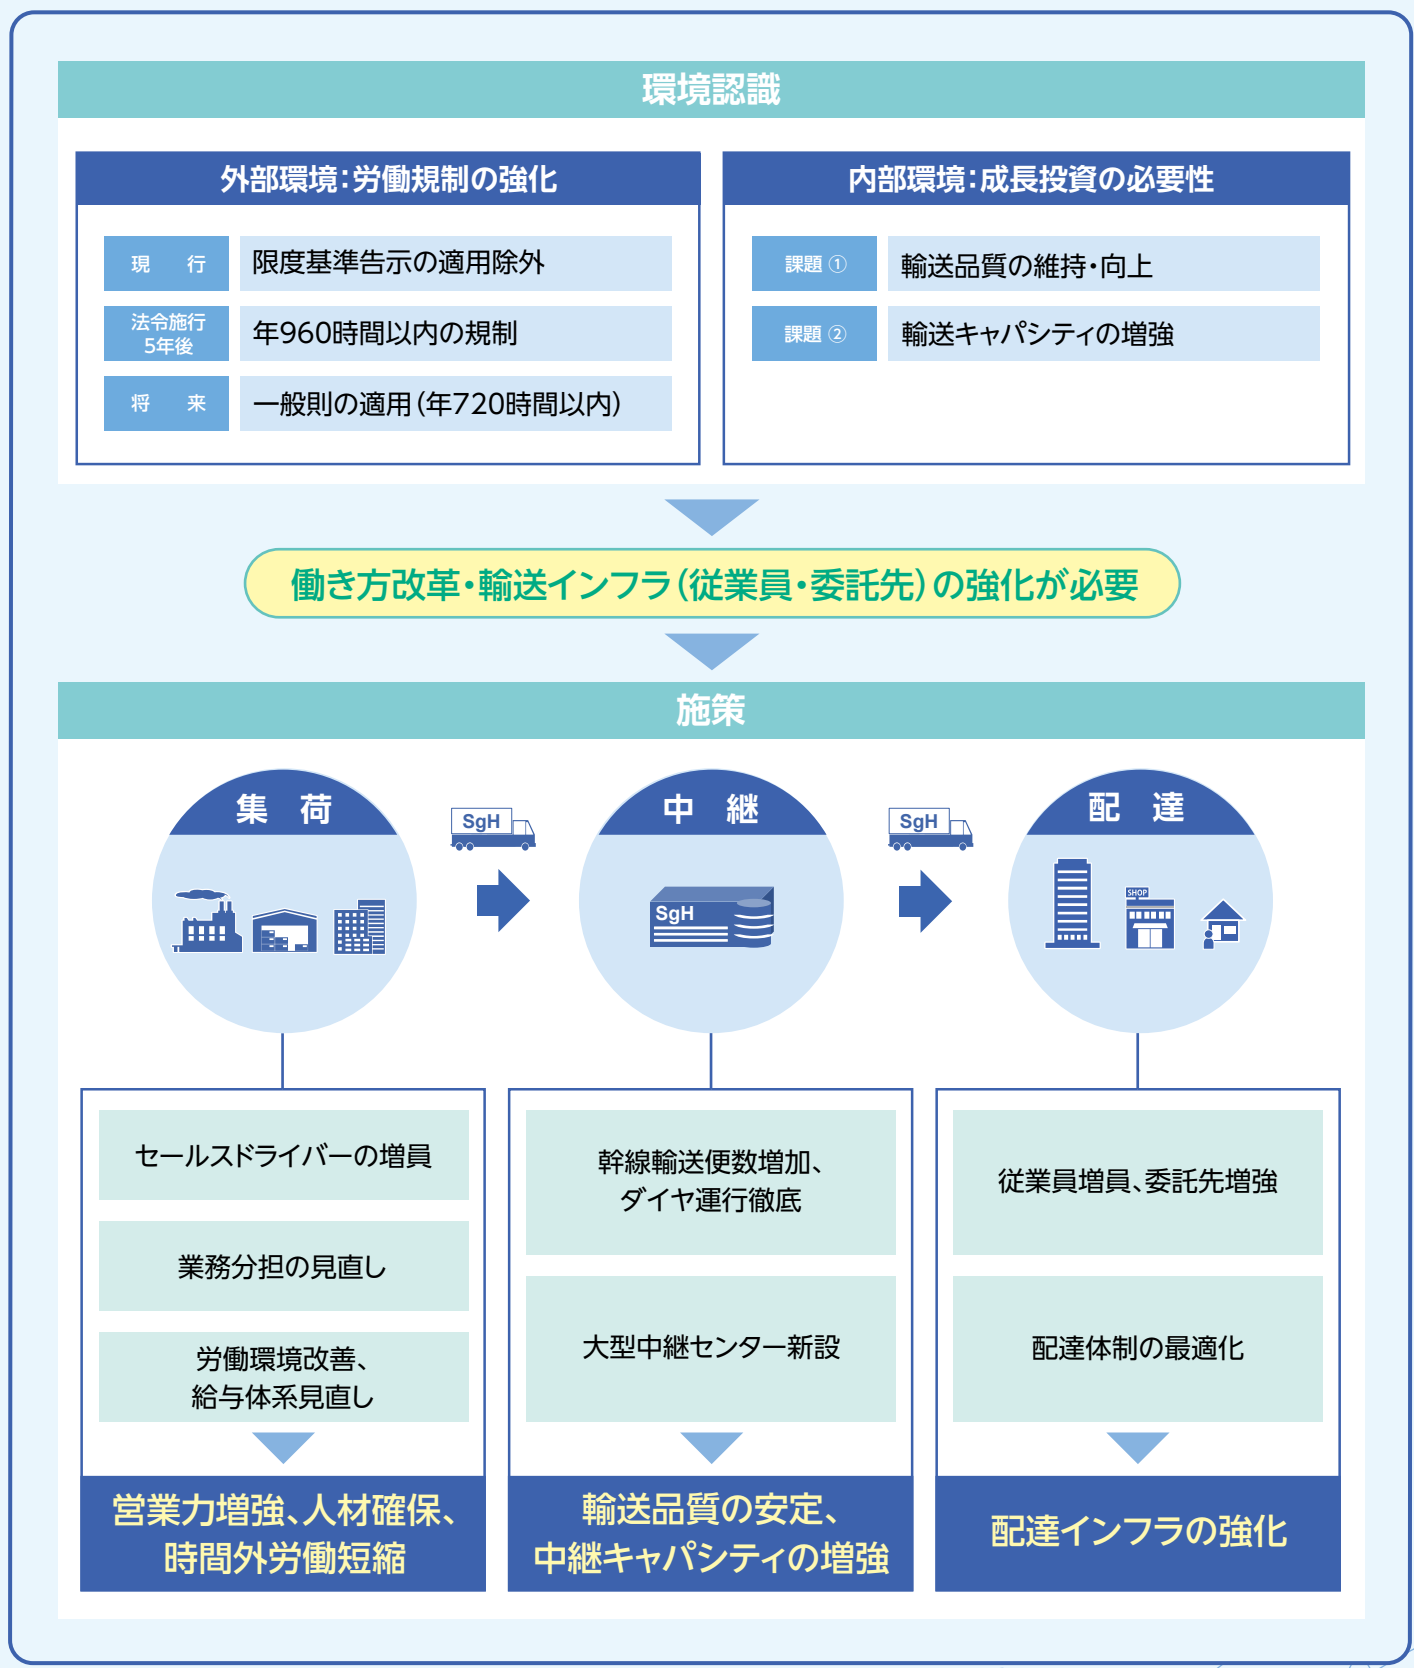 環境認識
外部環境：労働規制の強化
現　行
限度基準告示の適用除外
法令施行
5年後
年960時間以内の規制
将　来
一般則の適用（年720時間以内）
内部環境：成長投資の必要性
課題①
輸送品質の維持・向上
課題②
輸送キャパシティの増強
働き方改革・輸送インフラ（従業員・委託先）の強化が必要
施策
集　荷
SgH
中　継
SgH
SgH
配　達
SHOP
セールスドライバーの増員
業務分担の見直し
労働環境改善、
給与体系見直し
営業力増強、人材確保、
時間外労働短縮
幹線輸送便数増加、
ダイヤ運行徹底
大型中継センター新設
輸送品質の安定、
中継キャパシティの増強
従業員増員、委託先増強
配達体制の最適化
配達インフラの強化